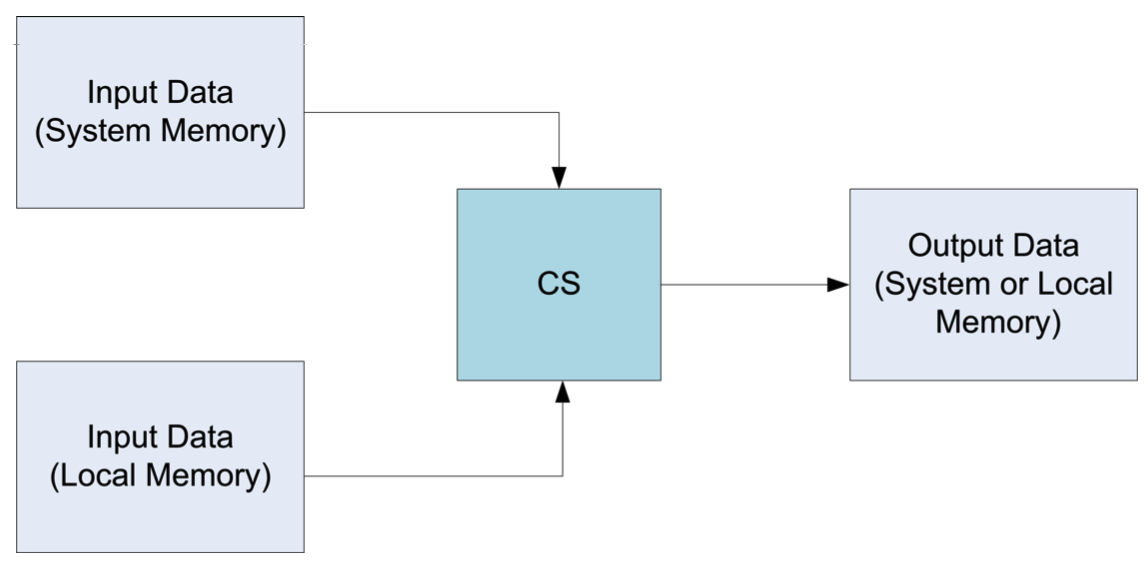 Input Data
(System Memory)
CS
Output Data
(System or Local
Memory)
Input Data
(Local Memory)